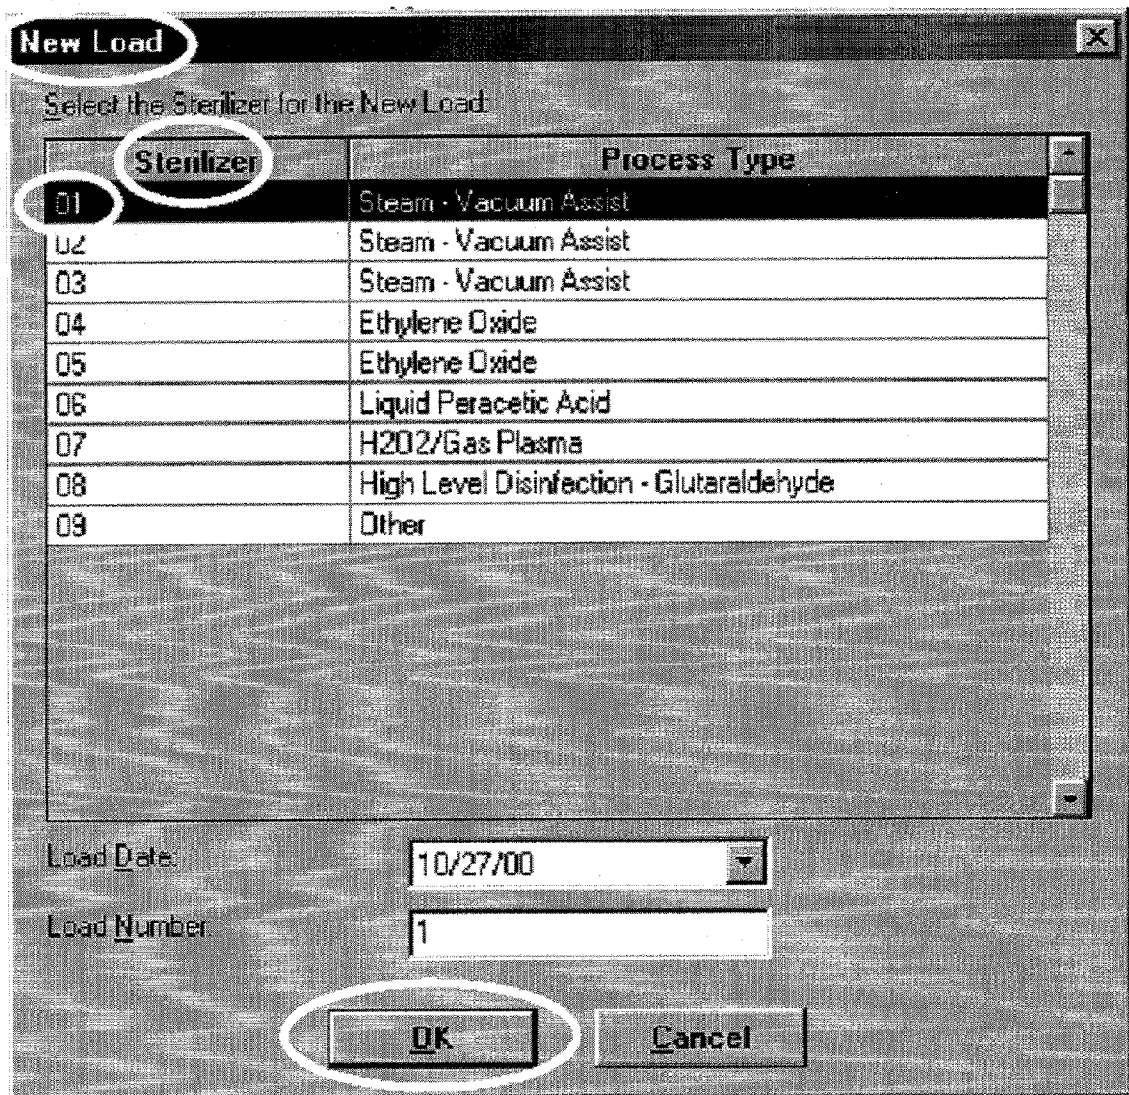 New Load
Select the Sterilizer for the New Load:
Sterilizer Process Type
01 Steam - Vacuum Assist
02 Steam - Vacuum Assist
03 Steam - Vacuum Assist
04 Ethylene Oxide
05 Ethylene Oxide
06 Liquid Peracetic Acid
07 H2O2/Gas Plasma
08 High Level Disinfection - Glutaraldehyde
09 Other
Load Date: 10/27/00
Load Number: 1
OK Cancel